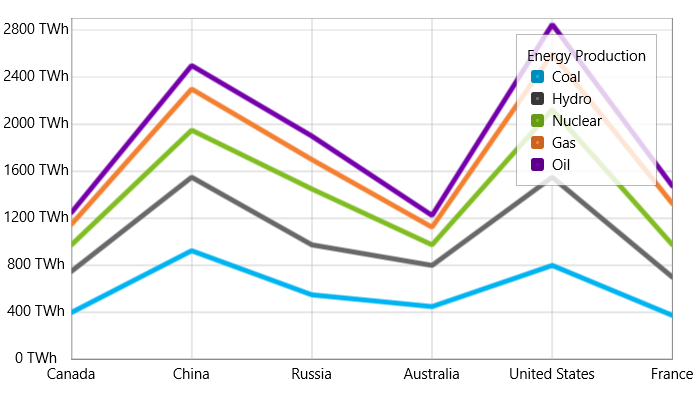 2800 TWh
2400 TWh
2000 TWh
1600 TWh
1200 TWh
800 TWh
400 TWh
0 TWh
Energy Production
Coal
Hydro
Nuclear
Gas
Oil
Canada China Russia Australia United States France